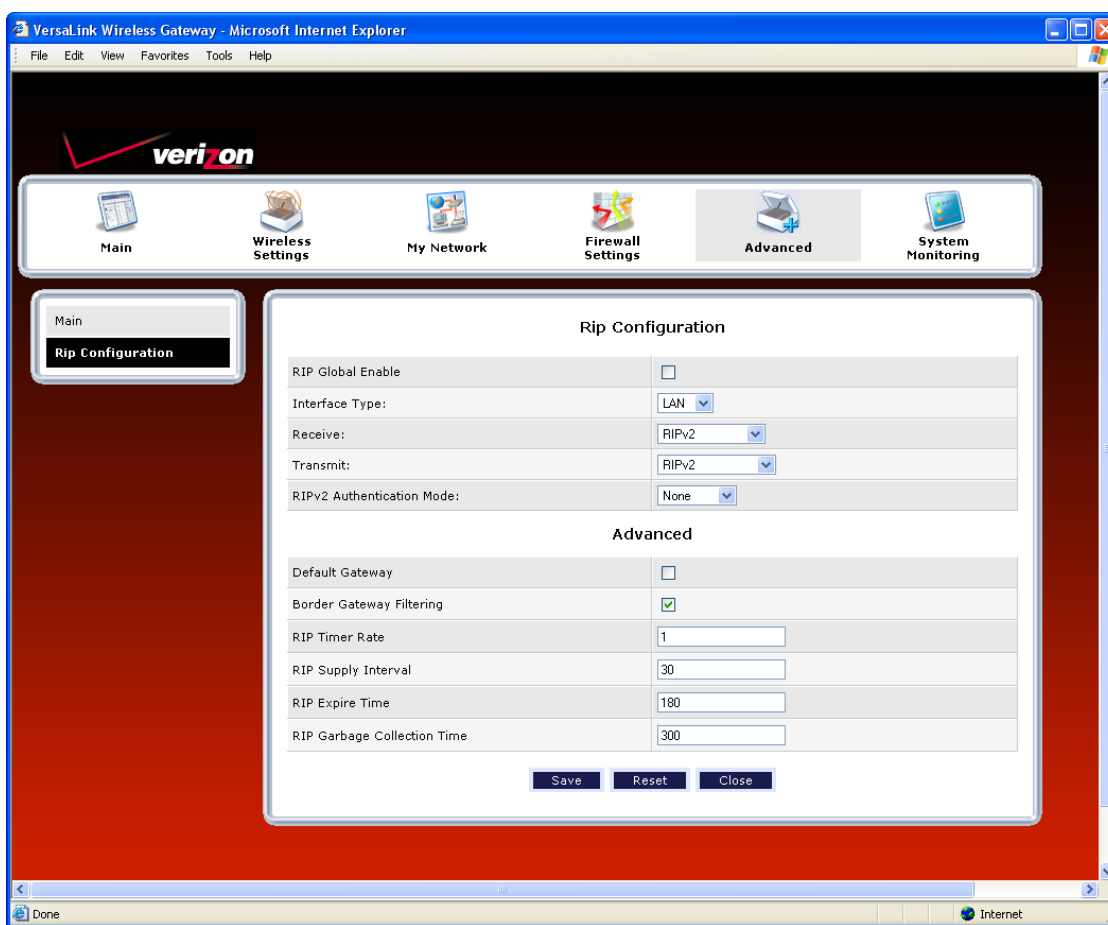 VersaLink Wireless Gateway - Microsoft Internet Explorer
File Edit View Favorites Tools Help
verizon
Main
Wireless
Settings
My Network
Firewall
Settings
Advanced
System
Monitoring
Main
Rip Configuration
Rip Configuration
RIP Global Enable
Interface Type: LAN
Receive: RIPv2
Transmit: RIPv2
RIPv2 Authentication Mode: None
Advanced
Default Gateway
Border Gateway Filtering
RIP Timer Rate 1
RIP Supply Interval 30
RIP Expire Time 180
RIP Garbage Collection Time 300
Save Reset Close
Done Internet